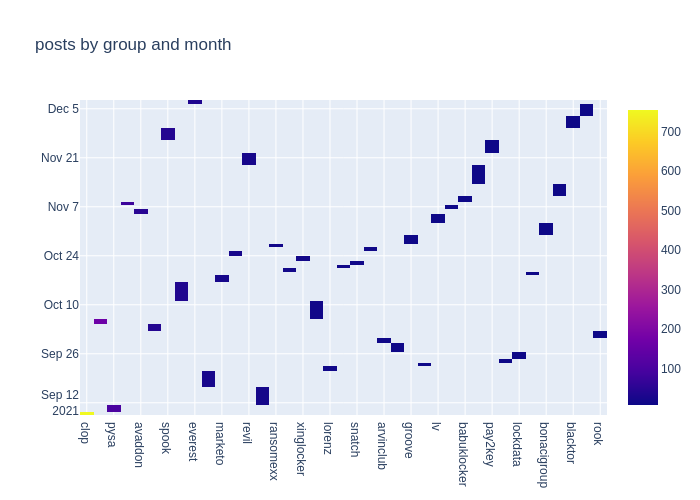 posts by group and month
Dec 5
Nov 21
Nov 7
Oct 24
Oct 10
Sep 26
Sep 12
2021
700
600
500
400
300
200
100
clop
pysa
avaddon
spook
everest
marketo
revil
ransomexx
xinglocker
lorenz
snatch
arvinclub
groove
lv
babuklocker
pay2key
lockdata
bonacigroup
blacktor
rook